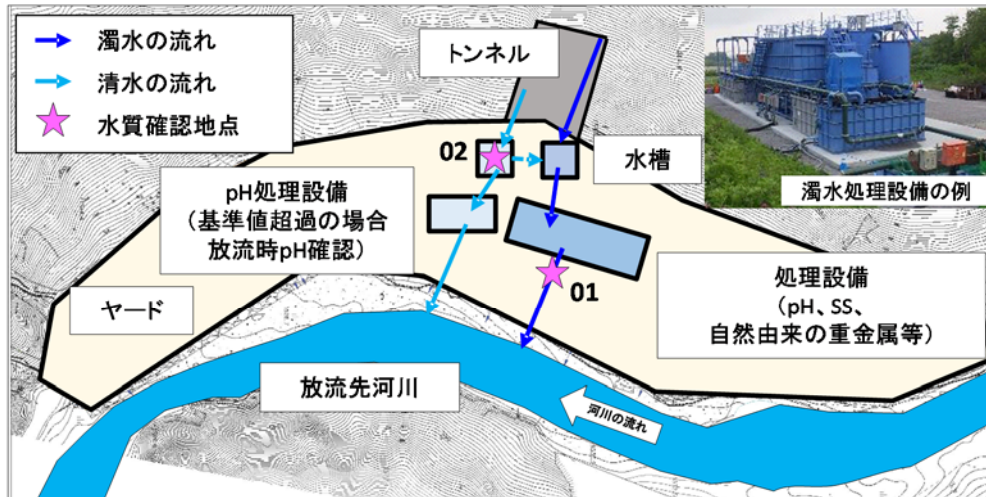 濁水の流れ
清水の流れ
水質確認地点
トンネル
02
水槽
濁水処理設備の例
pH処理設備
(基準値超過の場合
放流時pH確認)
01
処理設備
(pH、SS、
自然由来の重金属等)
ヤード
放流先河川
河川の流れ